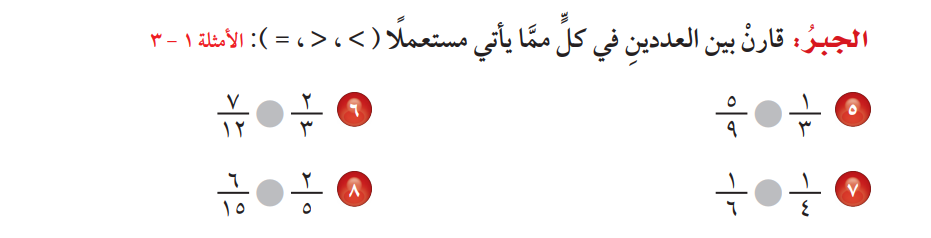 الجبرُ: قارنْ بين العددينِ في كلٍّ ممَّا يأتي مستعملًا ( > ، < ، = ): الأمثلة ١ – ٣
٥ ١/٣ ● ٥/٩
٦ ٢/٣ ● ٧/١٢
٧ ١/٤ ● ١/٦
٨ ٢/٥ ● ٦/١٥